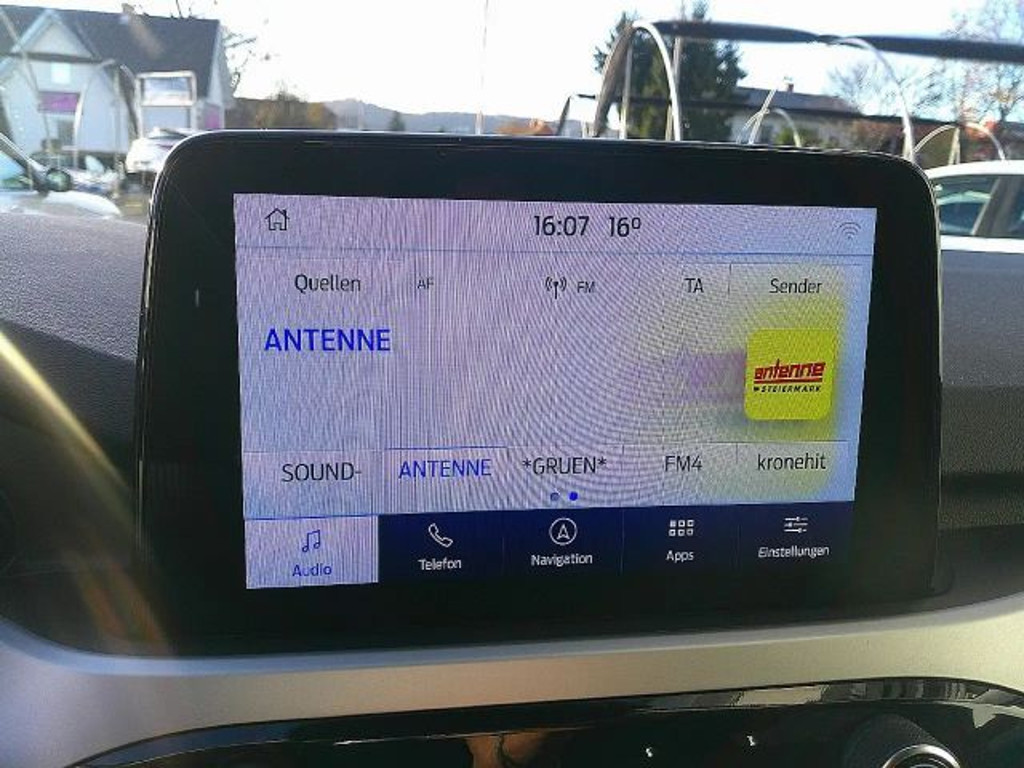 16:07 16º
Quellen AF FM TA Sender
ANTENNE
antenne
STEIERMARK
SOUND- ANTENNE *GRUEN* FM4 kronehit
Audio Telefon Navigation Apps Einstellungen